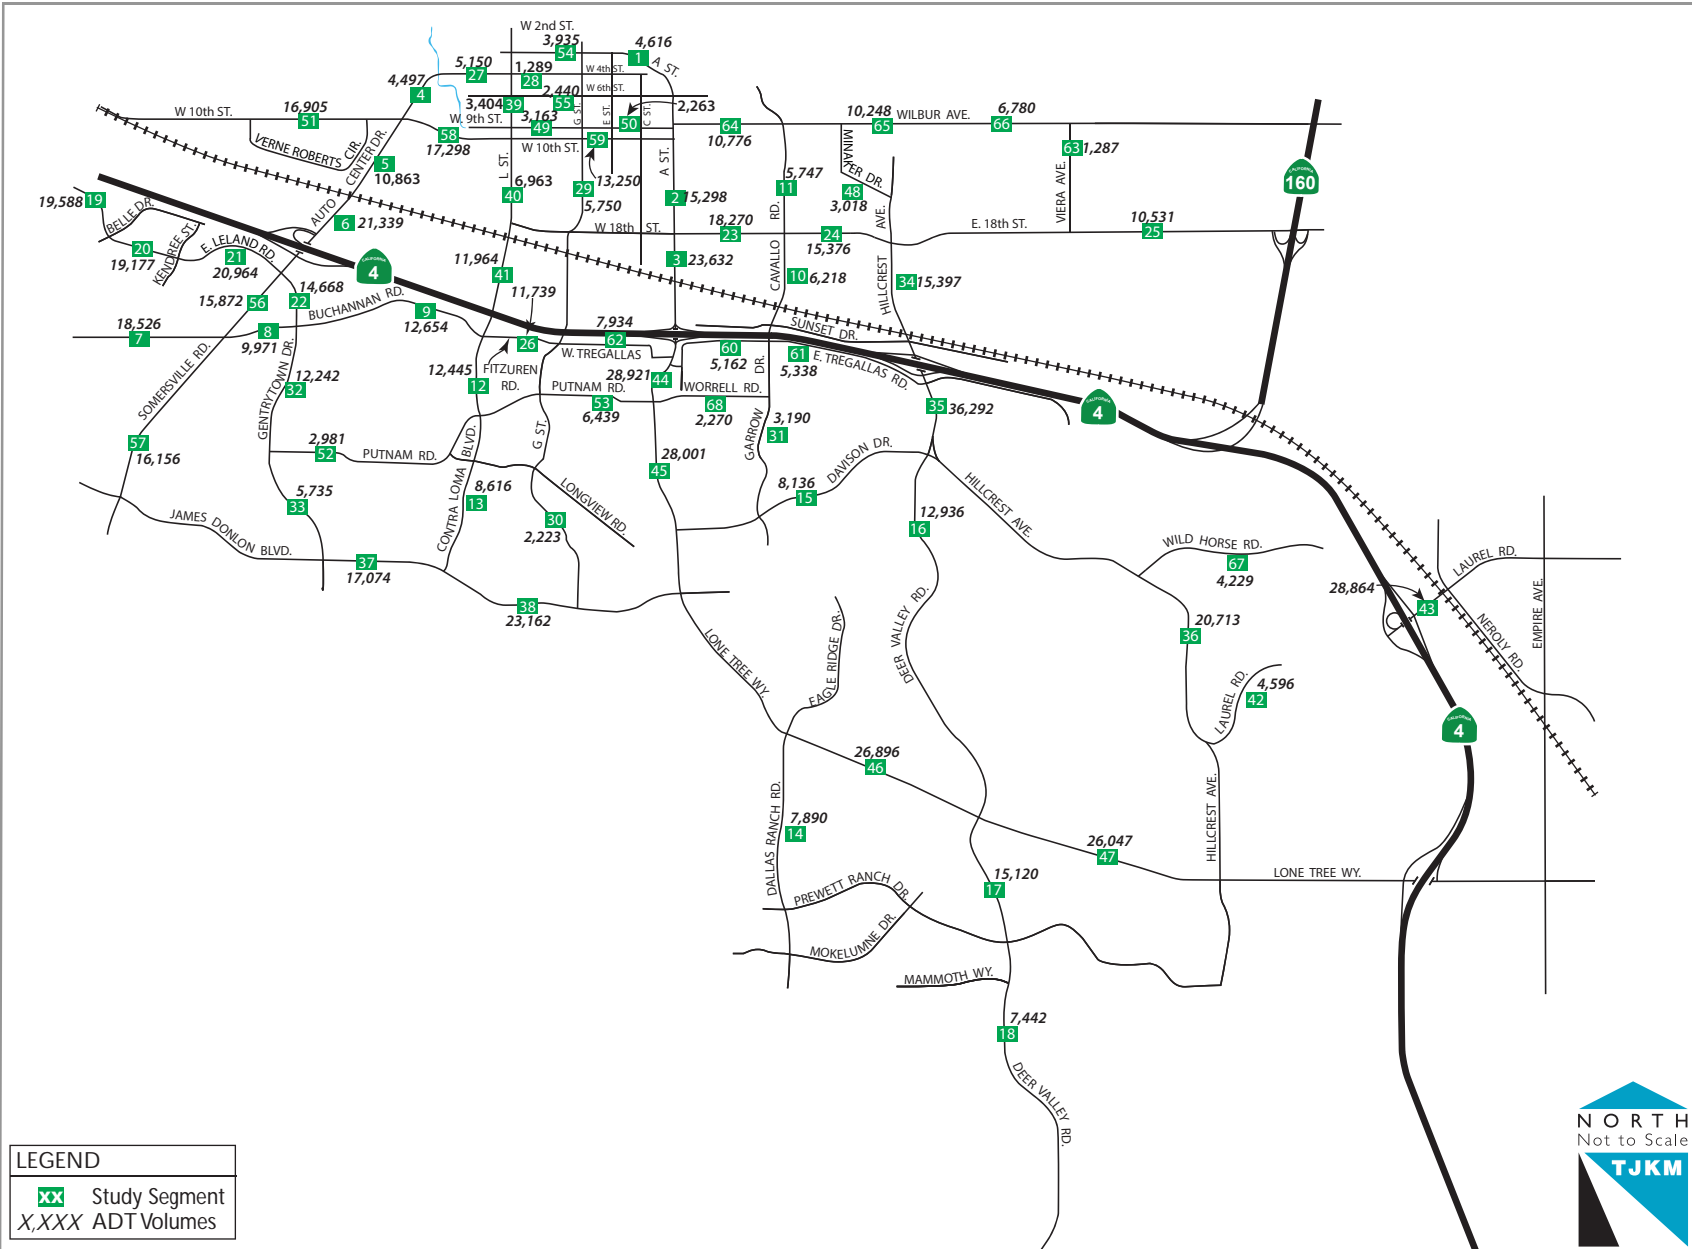 W 2nd ST.
3,935
54
4,616
1
A ST.
5,150
27
1,289
28
W 4th ST.
4,497
4
2,440
55
W 6th ST.
3,404
39
G ST.
E ST.
C ST.
50
2,263
W 10th ST.
16,905
51
W. 9th ST.
3,163
49
58
17,298
W 10th ST.
59
13,250
64
10,776
10,248
65
WILBUR AVE.
6,780
66
VERNE ROBERTS CIR.
CENTER DR.
AUTO
5
10,863
L ST.
6,963
40
29
5,750
A ST.
2
15,298
5,747
11
MINAKER DR.
48
3,018
63
1,287
VIERA AVE.
CALIFORNIA
160
19,588
19
BELLE DR.
KENDREE ST.
20
19,177
E. LELAND RD.
21
20,964
6
21,339
W 18th ST.
18,270
23
24
15,376
E. 18th ST.
10,531
25
CALIFORNIA
4
11,964
41
3
23,632
CAVALLO RD.
10
6,218
HILLCREST AVE.
34
15,397
15,872
56
14,668
22
BUCHANNAN RD.
9
12,654
11,739
26
18,526
7
8
9,971
7,934
62
W. TREGALLAS
FITZUREN RD.
SUNSET DR.
60
5,162
61
5,338
E. TREGALLAS RD.
SOMERSVILLE RD.
GENTRYTOWN DR.
12,242
32
12,445
12
28,921
44
PUTNAM RD.
53
6,439
WORRELL RD.
68
2,270
GARROW DR.
3,190
31
35
36,292
CALIFORNIA
4
57
16,156
2,981
52
PUTNAM RD.
CONTRA LOMA BLVD.
G ST.
28,001
45
DAVISON DR.
8,136
15
5,735
33
8,616
13
LONGVIEW RD.
30
2,223
HILLCREST AVE.
12,936
16
JAMES DONLON BLVD.
37
17,074
38
23,162
WILD HORSE RD.
67
4,229
LAUREL RD.
28,864
43
NEROLY RD.
EMPIRE AVE.
LONE TREE WY.
EAGLE RIDGE DR.
DEER VALLEY RD.
20,713
36
LAUREL RD.
4,596
42
CALIFORNIA
4
26,896
46
DALLAS RANCH RD.
7,890
14
26,047
47
HILLCREST AVE.
LONE TREE WY.
15,120
17
PREWETT RANCH DR.
MOKELUMNE DR.
MAMMOTH WY.
7,442
18
DEER VALLEY RD.
NORTH
Not to Scale
TJKM
LEGEND
XX Study Segment
X,XXX ADT Volumes